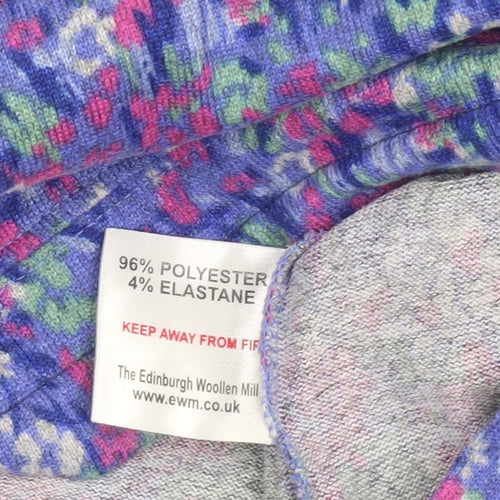 96% POLYESTER
4% ELASTANE
KEEP AWAY FROM FIR
The Edinburgh Woollen Mill
www.ewm.co.uk